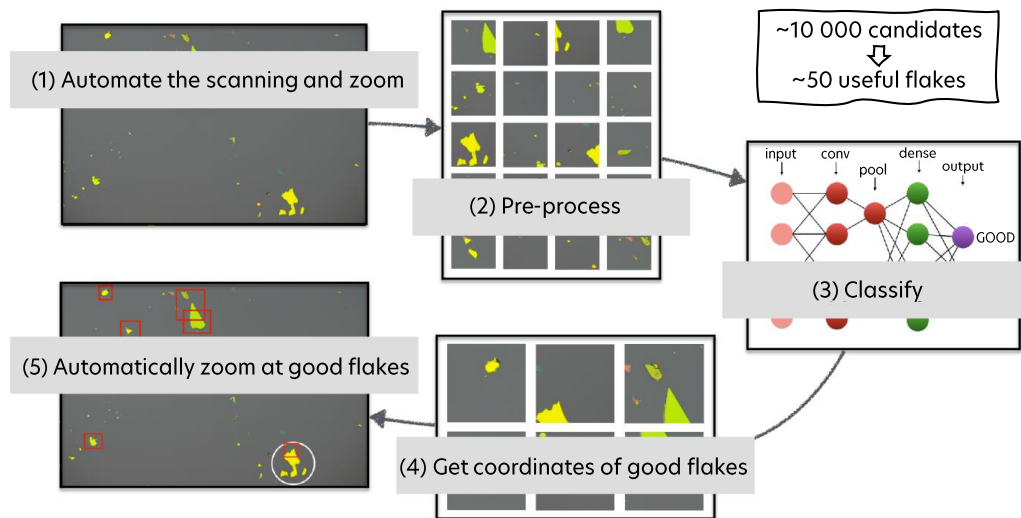 (1) Automate the scanning and zoom
(2) Pre-process
~10 000 candidates
~50 useful flakes
input
conv
pool
dense
output
GOOD
(3) Classify
(4) Get coordinates of good flakes
(5) Automatically zoom at good flakes